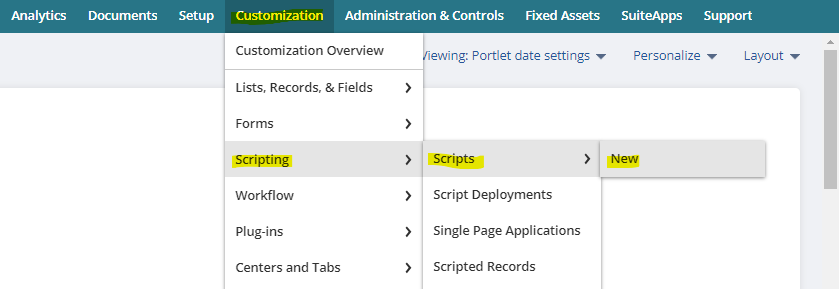 Analytics Documents Setup Customization Administration & Controls Fixed Assets SuiteApps Support
Customization Overview
Viewing: Portlet date settings Personalize Layout
Lists, Records, & Fields
Forms
Scripting Scripts New
Workflow Script Deployments
Plug-ins Single Page Applications
Centers and Tabs Scripted Records